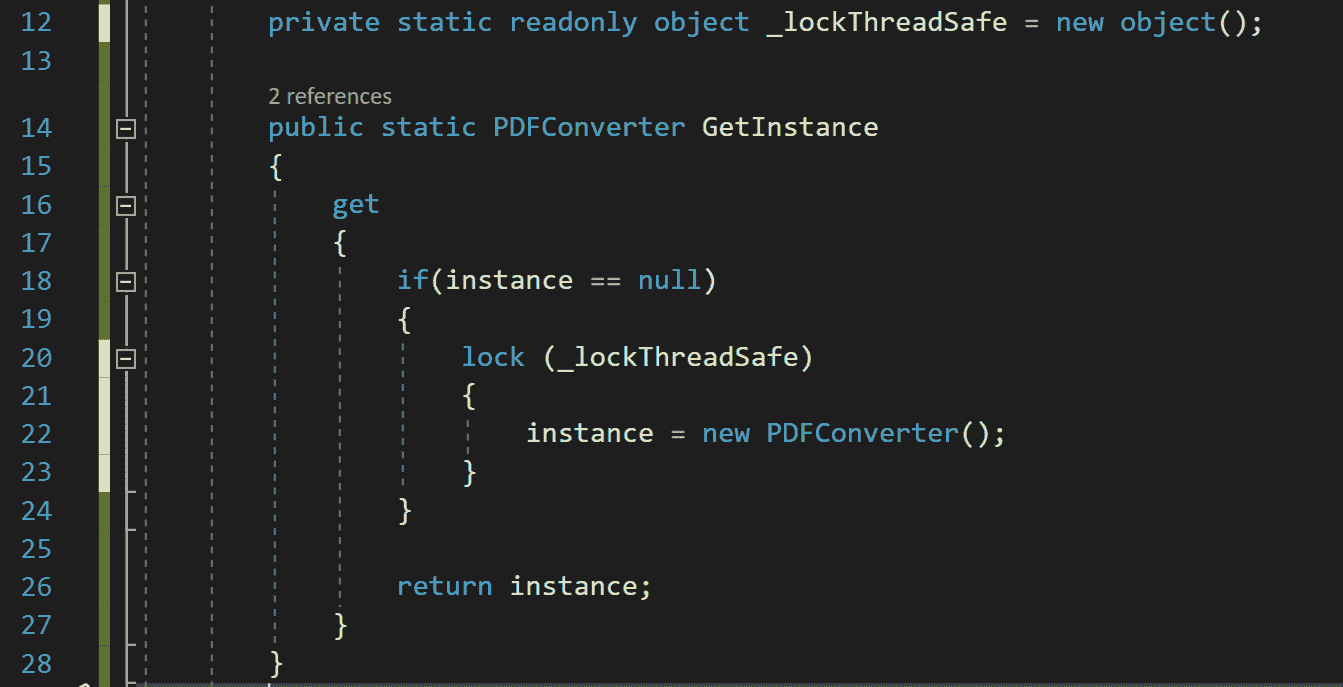 12 private static readonly object _lockThreadSafe = new object();
13
2 references
14 public static PDFConverter GetInstance
15 {
16 get
17 {
18 if(instance == null)
19 {
20 lock (_lockThreadSafe)
21 {
22 instance = new PDFConverter();
23 }
24 }
25
26 return instance;
27 }
28 }